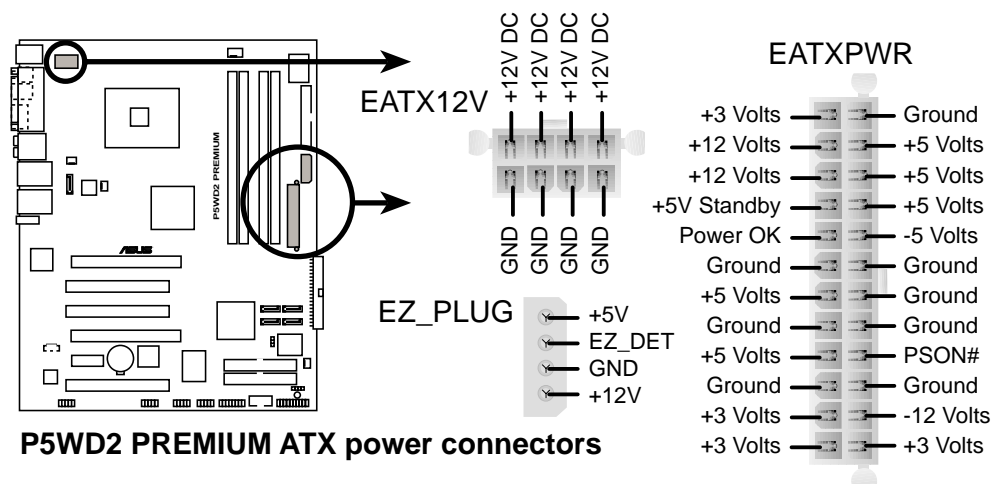 +12V DC
+12V DC
+12V DC
+12V DC
EATX12V
GND
GND
GND
GND
P5WD2 PREMIUM
ASUS
EZ_PLUG
+5V
EZ_DET
GND
+12V
EATXPWR
+3 Volts Ground
+12 Volts +5 Volts
+12 Volts +5 Volts
+5V Standby +5 Volts
Power OK -5 Volts
Ground Ground
+5 Volts Ground
Ground Ground
+5 Volts PSON#
Ground Ground
+3 Volts -12 Volts
+3 Volts +3 Volts
P5WD2 PREMIUM ATX power connectors